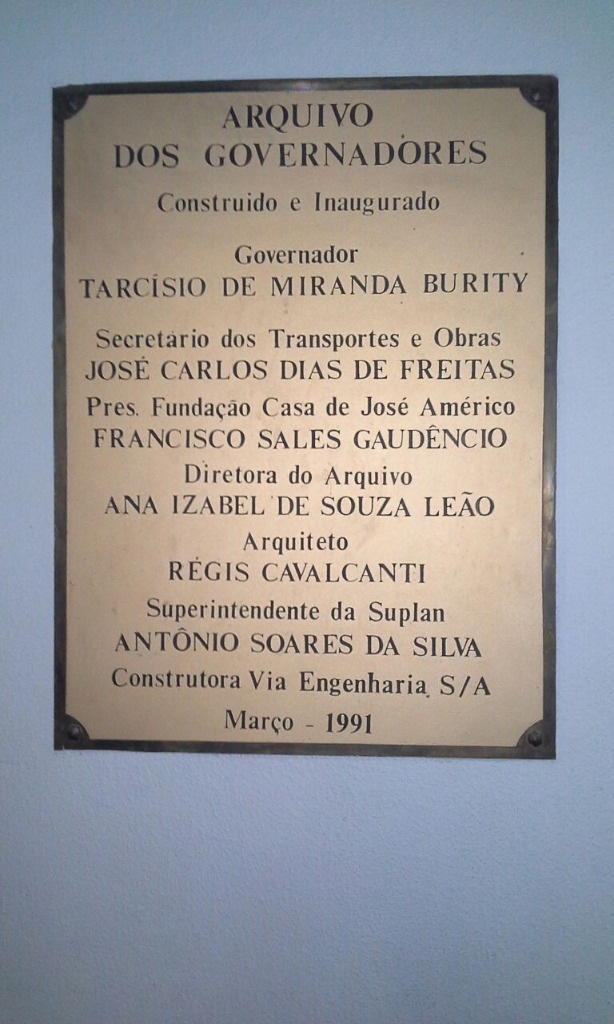 ARQUIVO
DOS GOVERNADORES
Construido e Inaugurado
Governador
TARCÍSIO DE MIRANDA BURITY
Secretário dos Transportes e Obras
JOSÉ CARLOS DIAS DE FREITAS
Pres. Fundação Casa de José Américo
FRANCISCO SALES GAUDÊNCIO
Diretora do Arquivo
ANA IZABEL DE SOUZA LEÃO
Arquiteto
RÉGIS CAVALCANTI
Superintendente da Suplan
ANTÔNIO SOARES DA SILVA
Construtora Via Engenharia S/A
Março - 1991